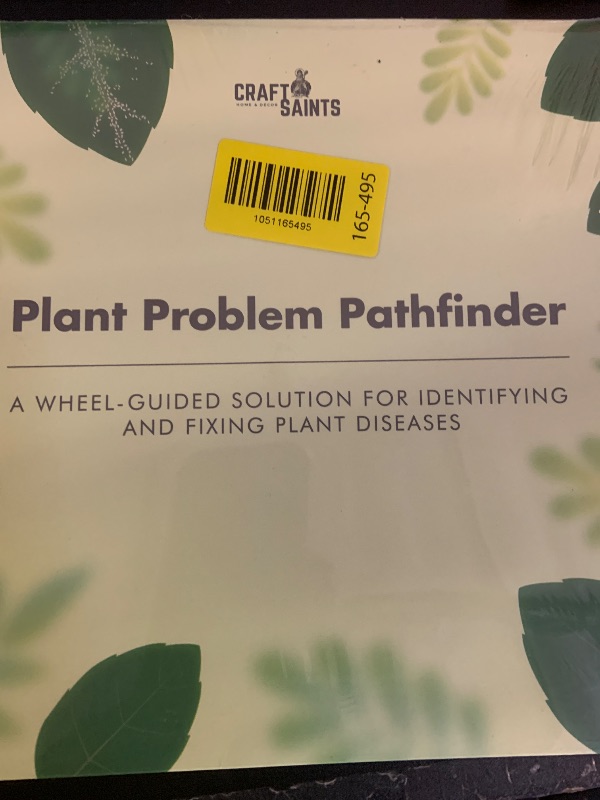 CRAFT
HOME & DECOR
SAINTS
1051165495
165-495
Plant Problem Pathfinder
A WHEEL-GUIDED SOLUTION FOR IDENTIFYING
AND FIXING PLANT DISEASES